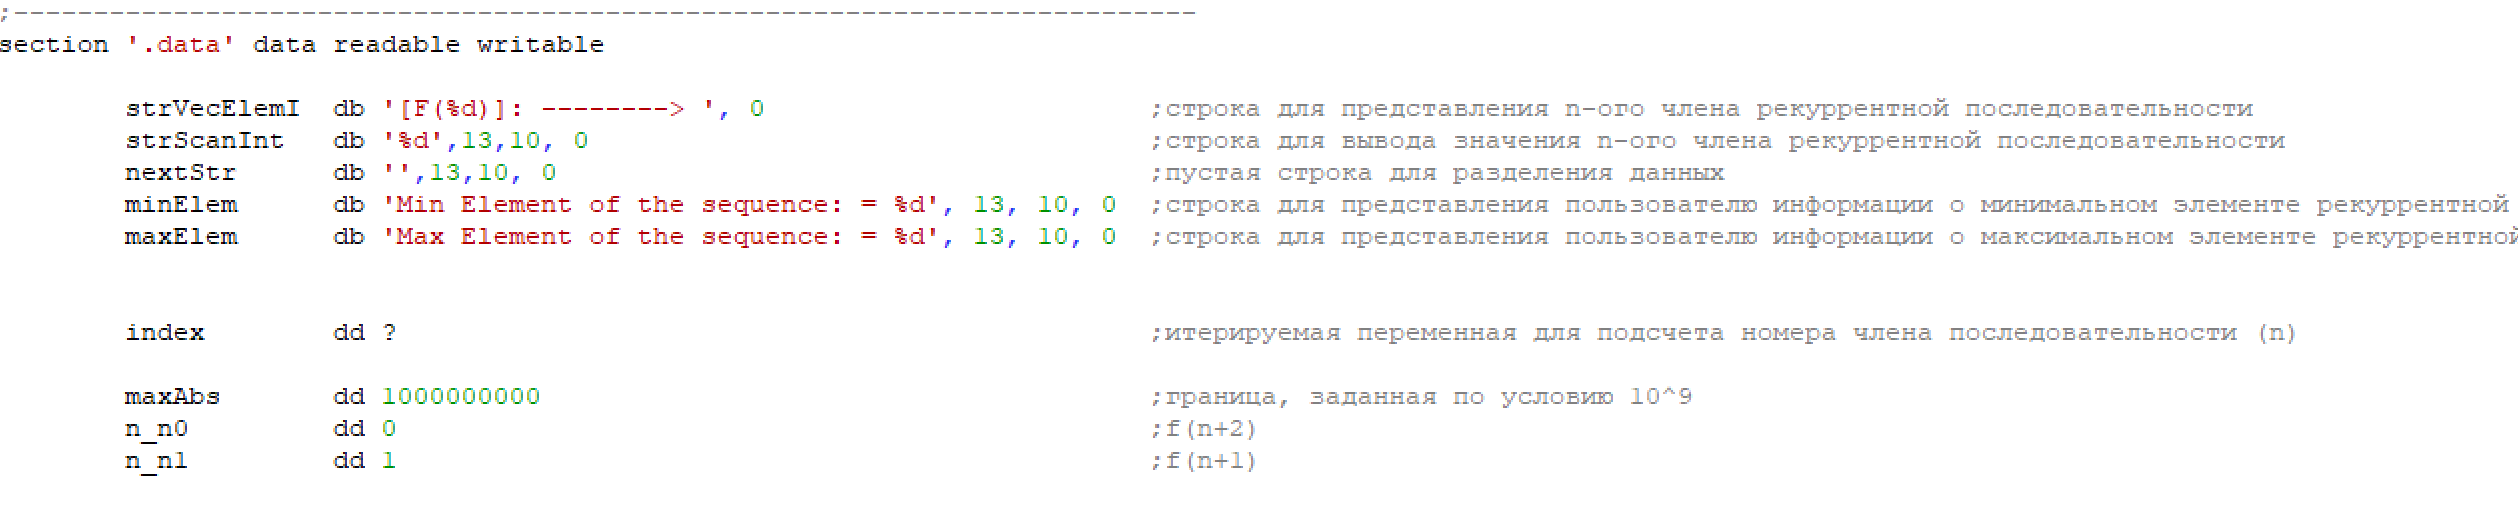 ;--------------------------------------------------------------------------
section '.data' data readable writable
strVecElemI db '[F(%d)]: --------> ', 0 ;строка для представления n-ого члена рекуррентной последовательности
strScanInt db '%d',13,10, 0 ;строка для вывода значения n-ого члена рекуррентной последовательности
nextStr db '',13,10, 0 ;пустая строка для разделения данных
minElem db 'Min Element of the sequence: = %d', 13, 10, 0 ;строка для представления пользователю информации о минимальном элементе рекуррентной
maxElem db 'Max Element of the sequence: = %d', 13, 10, 0 ;строка для представления пользователю информации о максимальном элементе рекуррентной
index dd ? ;итерируемая переменная для подсчета номера члена последовательности (n)
maxAbs dd 1000000000 ;граница, заданная по условию 10^9
n_n0 dd 0 ;f(n+2)
n_n1 dd 1 ;f(n+1)